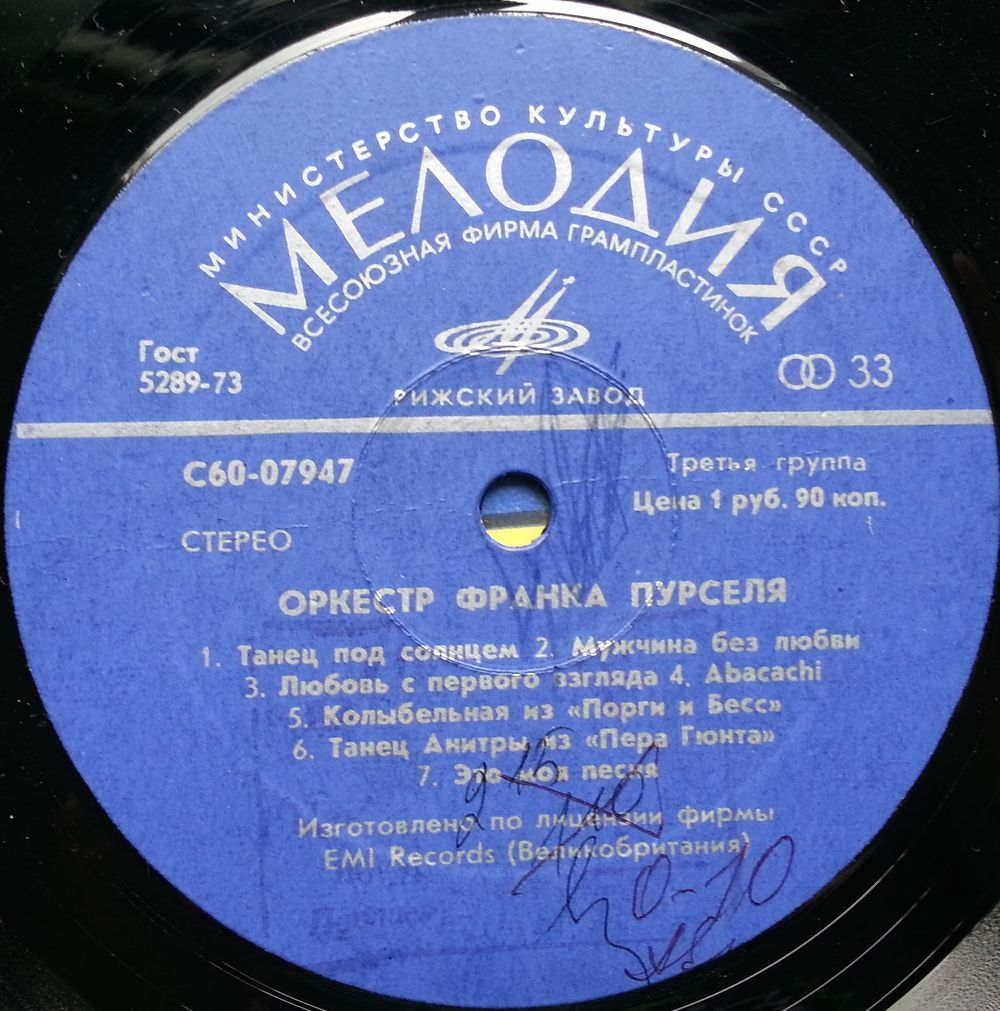 МИНИСТЕРСТВО КУЛЬТУРЫ СССР
МЕЛОДИЯ
ВСЕСОЮЗНАЯ ФИРМА ГРАМПЛАСТИНОК
Гост
5289-73
33
РИЖСКИЙ ЗАВОД
С60-07947
Третья группа
Цена 1 руб. 90 коп.
СТЕРЕО
ОРКЕСТР ФРАНКА ПУРСЕЛЯ
1. Танец под солнцем 2. Мужчина без любви
3. Любовь с первого взгляда 4. Abacachi
5. Колыбельная из «Порги и Бесс»
6. Танец Анитры из «Пера Гюнта»
7. Это моя песня
Изготовлено по лицензии фирмы
EMI Records (Великобритания)
0-70